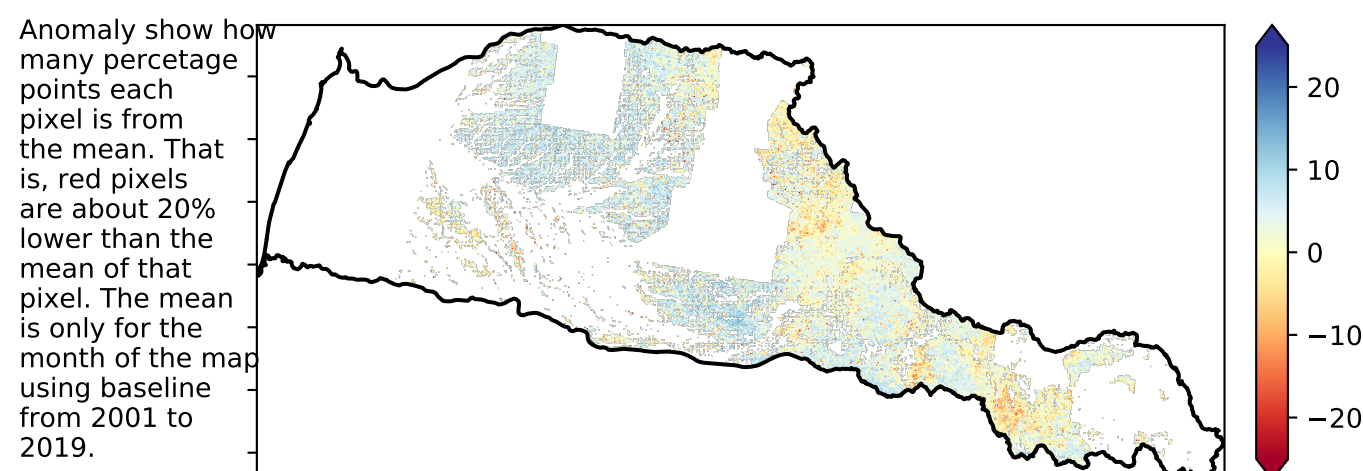 Anomaly show how
many percetage
points each
pixel is from
the mean. That
is, red pixels
are about 20%
lower than the
mean of that
pixel. The mean
is only for the
month of the map
using baseline
from 2001 to
2019.
20
10
0
−10
−20